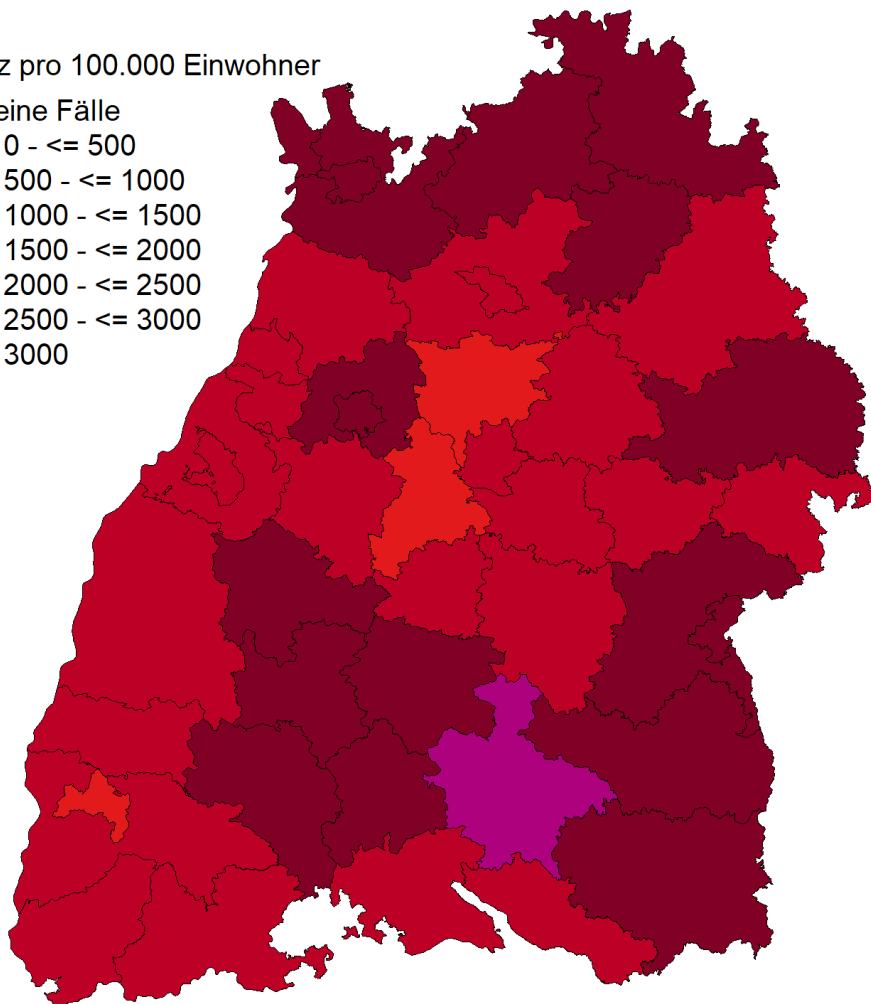 z pro 100.000 Einwohner
eine Fälle
0 - <= 500
500 - <= 1000
1000 - <= 1500
1500 - <= 2000
2000 - <= 2500
2500 - <= 3000
3000